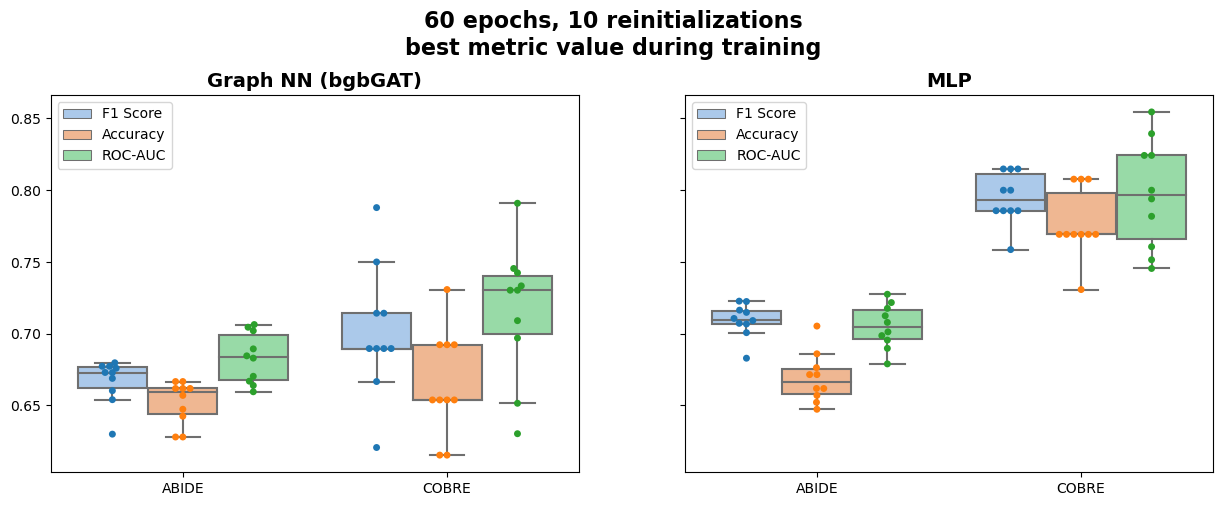 60 epochs, 10 reinitializations
best metric value during training
Graph NN (bgbGAT)
F1 Score
Accuracy
ROC-AUC
0.85
0.80
0.75
0.70
0.65
ABIDE
COBRE
MLP
F1 Score
Accuracy
ROC-AUC
ABIDE
COBRE